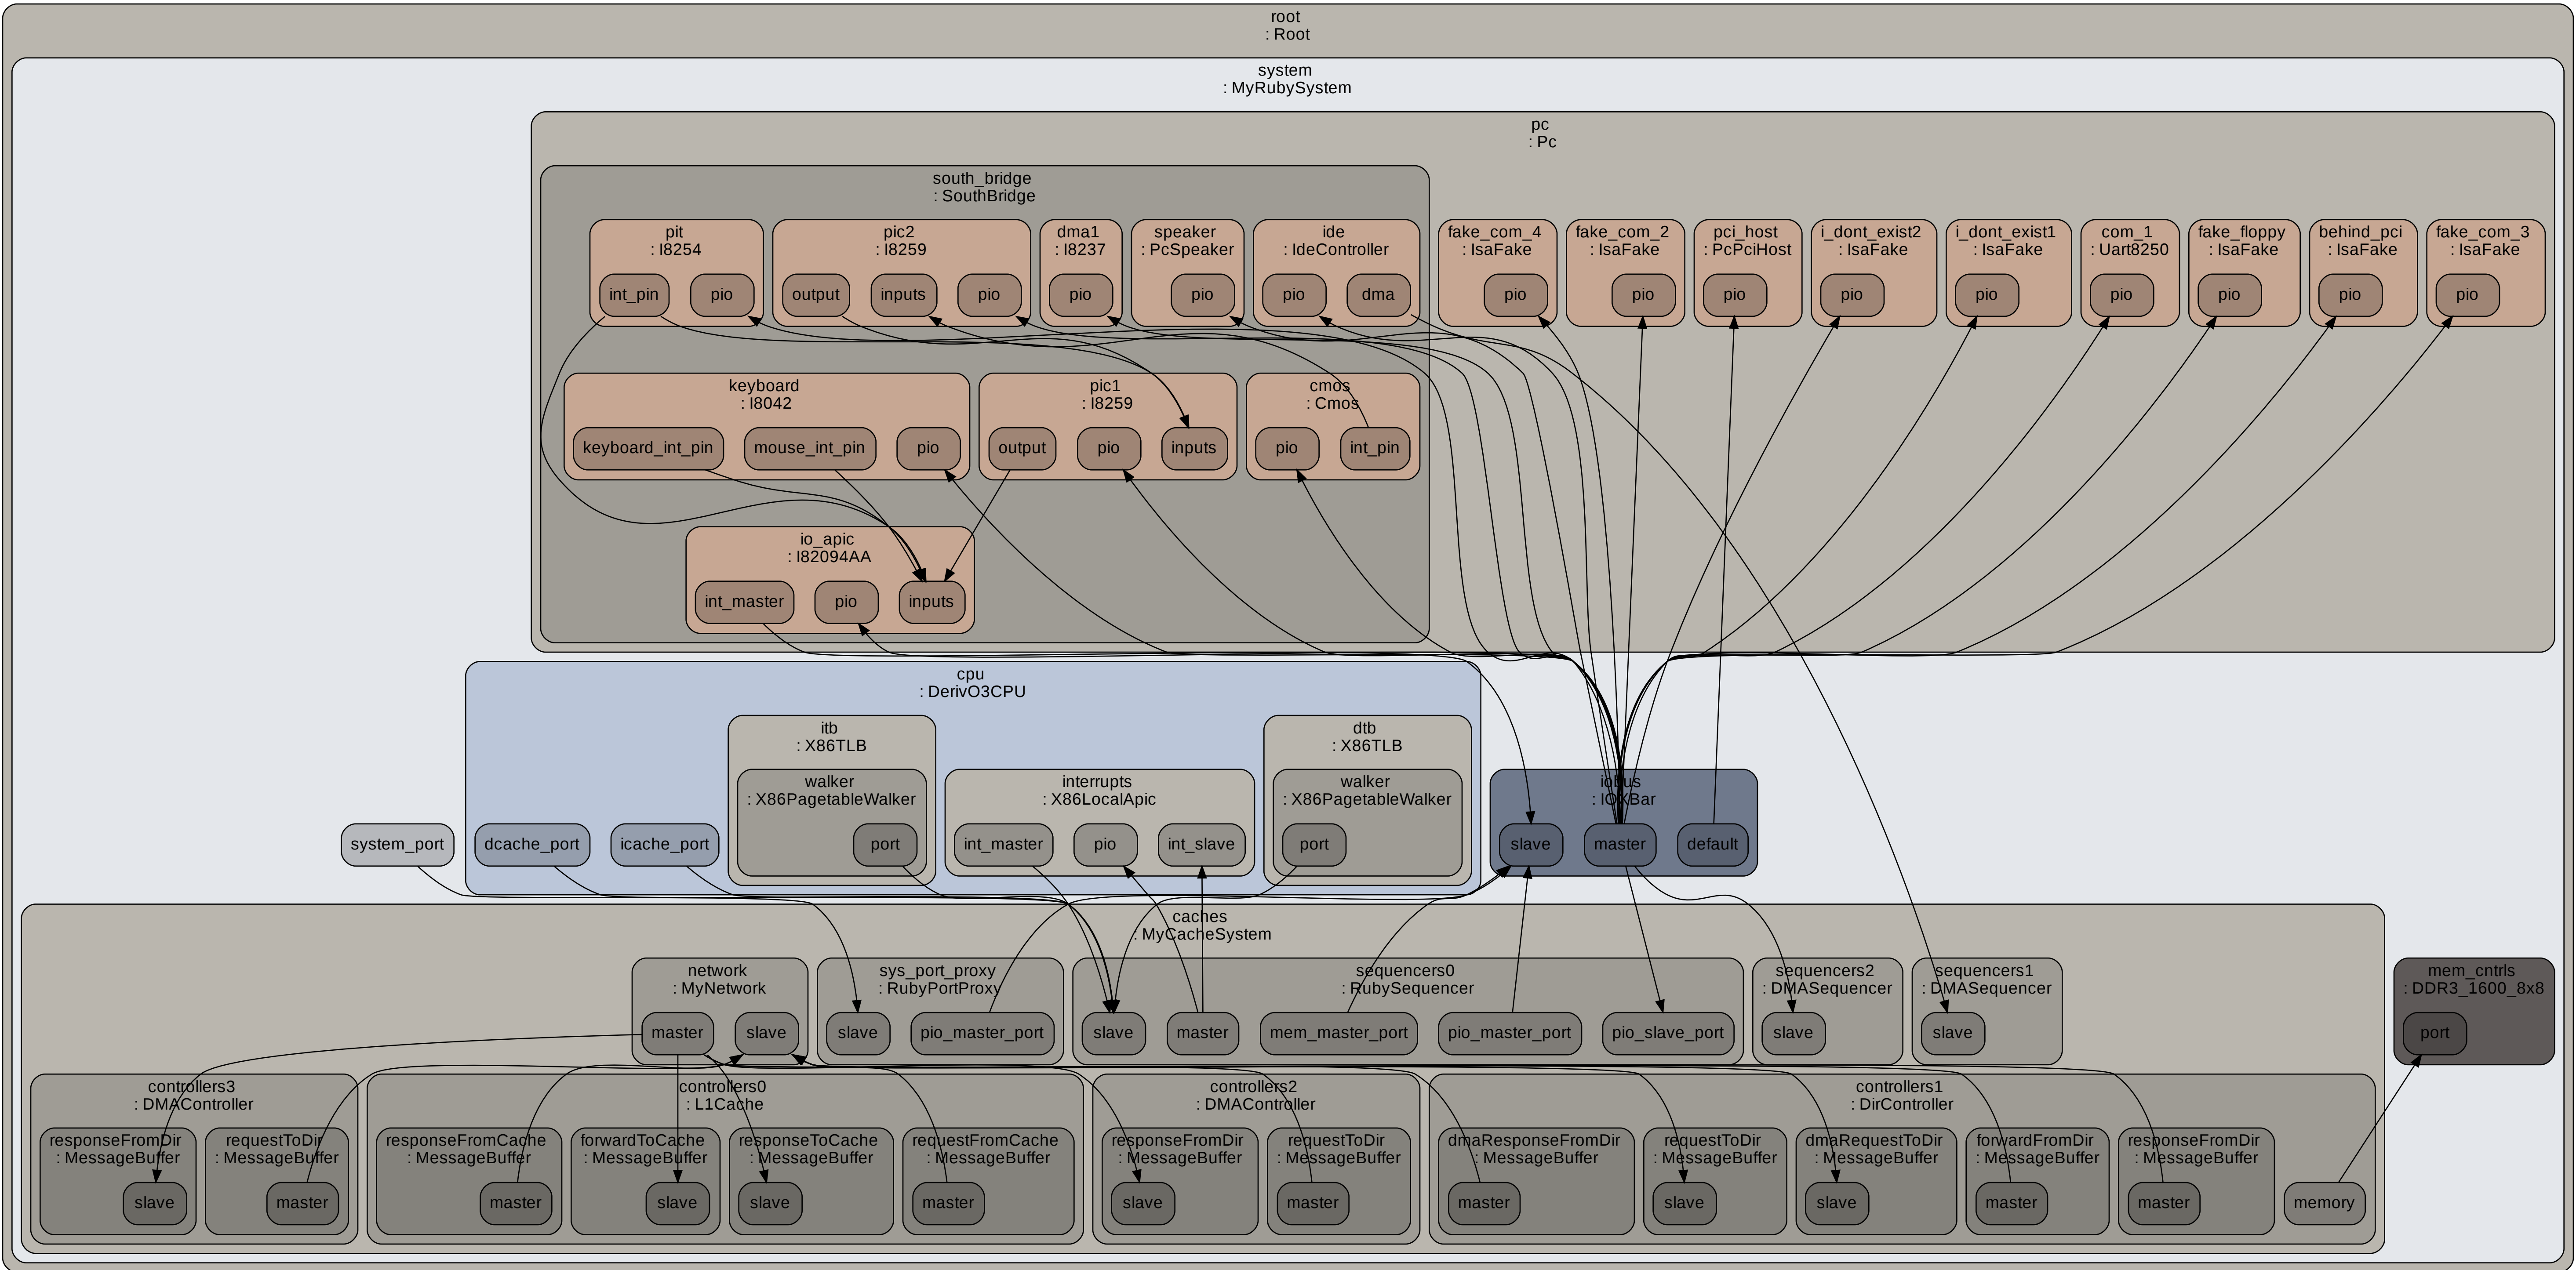 root
: Root
system
: MyRubySystem
pc
: Pc
south_bridge
: SouthBridge
pit
: I8254
int_pin
pio
pic2
: I8259
output
inputs
pio
dma1
: I8237
pio
speaker
: PcSpeaker
pio
ide
: IdeController
pio
dma
fake_com_4
: IsaFake
pio
fake_com_2
: IsaFake
pio
pci_host
: PcPciHost
pio
i_dont_exist2
: IsaFake
pio
i_dont_exist1
: IsaFake
pio
com_1
: Uart8250
pio
fake_floppy
: IsaFake
pio
behind_pci
: IsaFake
pio
fake_com_3
: IsaFake
pio
keyboard
: I8042
keyboard_int_pin
mouse_int_pin
pio
pic1
: I8259
output
pio
inputs
cmos
: Cmos
pio
int_pin
io_apic
: I82094AA
int_master
pio
inputs
cpu
: DerivO3CPU
itb
: X86TLB
walker
: X86PagetableWalker
port
interrupts
: X86LocalApic
int_master
pio
int_slave
dtb
: X86TLB
walker
: X86PagetableWalker
port
iobus
: IOXBar
slave
master
default
system_port
dcache_port
icache_port
caches
: MyCacheSystem
network
: MyNetwork
master
slave
sys_port_proxy
: RubyPortProxy
slave
pio_master_port
sequencers0
: RubySequencer
slave
master
mem_master_port
pio_master_port
pio_slave_port
sequencers2
: DMASequencer
slave
sequencers1
: DMASequencer
slave
mem_cntrls
: DDR3_1600_8x8
port
controllers3
: DMAController
responseFromDir
: MessageBuffer
slave
requestToDir
: MessageBuffer
master
controllers0
: L1Cache
responseFromCache
: MessageBuffer
master
forwardToCache
: MessageBuffer
slave
responseToCache
: MessageBuffer
slave
requestFromCache
: MessageBuffer
master
controllers2
: DMAController
responseFromDir
: MessageBuffer
slave
requestToDir
: MessageBuffer
master
controllers1
: DirController
dmaResponseFromDir
: MessageBuffer
master
requestToDir
: MessageBuffer
slave
dmaRequestToDir
: MessageBuffer
slave
forwardFromDir
: MessageBuffer
master
responseFromDir
: MessageBuffer
master
memory